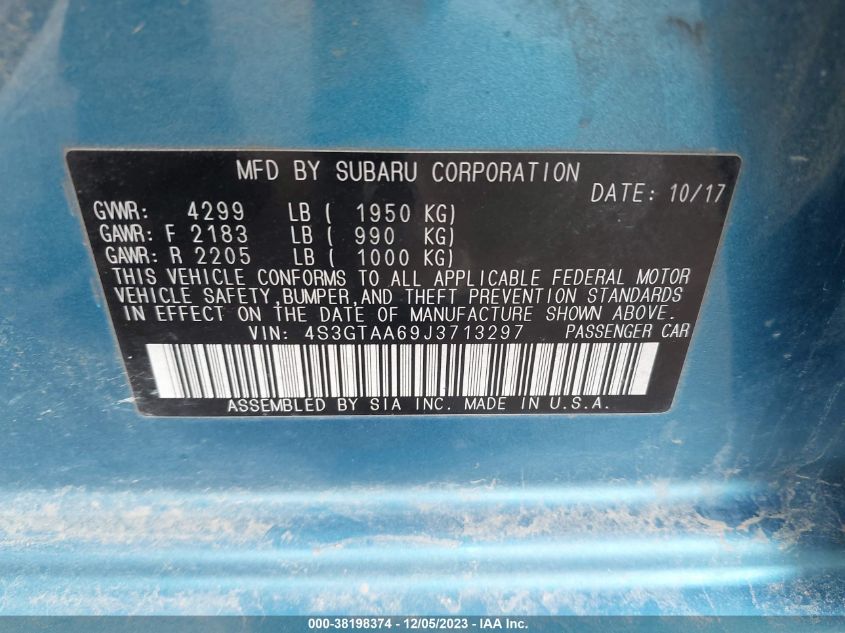 MFD BY SUBARU CORPORATION
DATE: 10/17
GVWR: 4299 LB ( 1950 KG)
GAWR: F 2183 LB ( 990 KG)
GAWR: R 2205 LB ( 1000 KG)
THIS VEHICLE CONFORMS TO ALL APPLICABLE FEDERAL MOTOR
VEHICLE SAFETY,BUMPER,AND THEFT PREVENTION STANDARDS
IN EFFECT ON THE DATE OF MANUFACTURE SHOWN ABOVE.
VIN: 4S3GTAA69J3713297 PASSENGER CAR
ASSEMBLED BY SIA INC. MADE IN U.S.A.
000-38198374 - 12/05/2023 - IAA Inc.